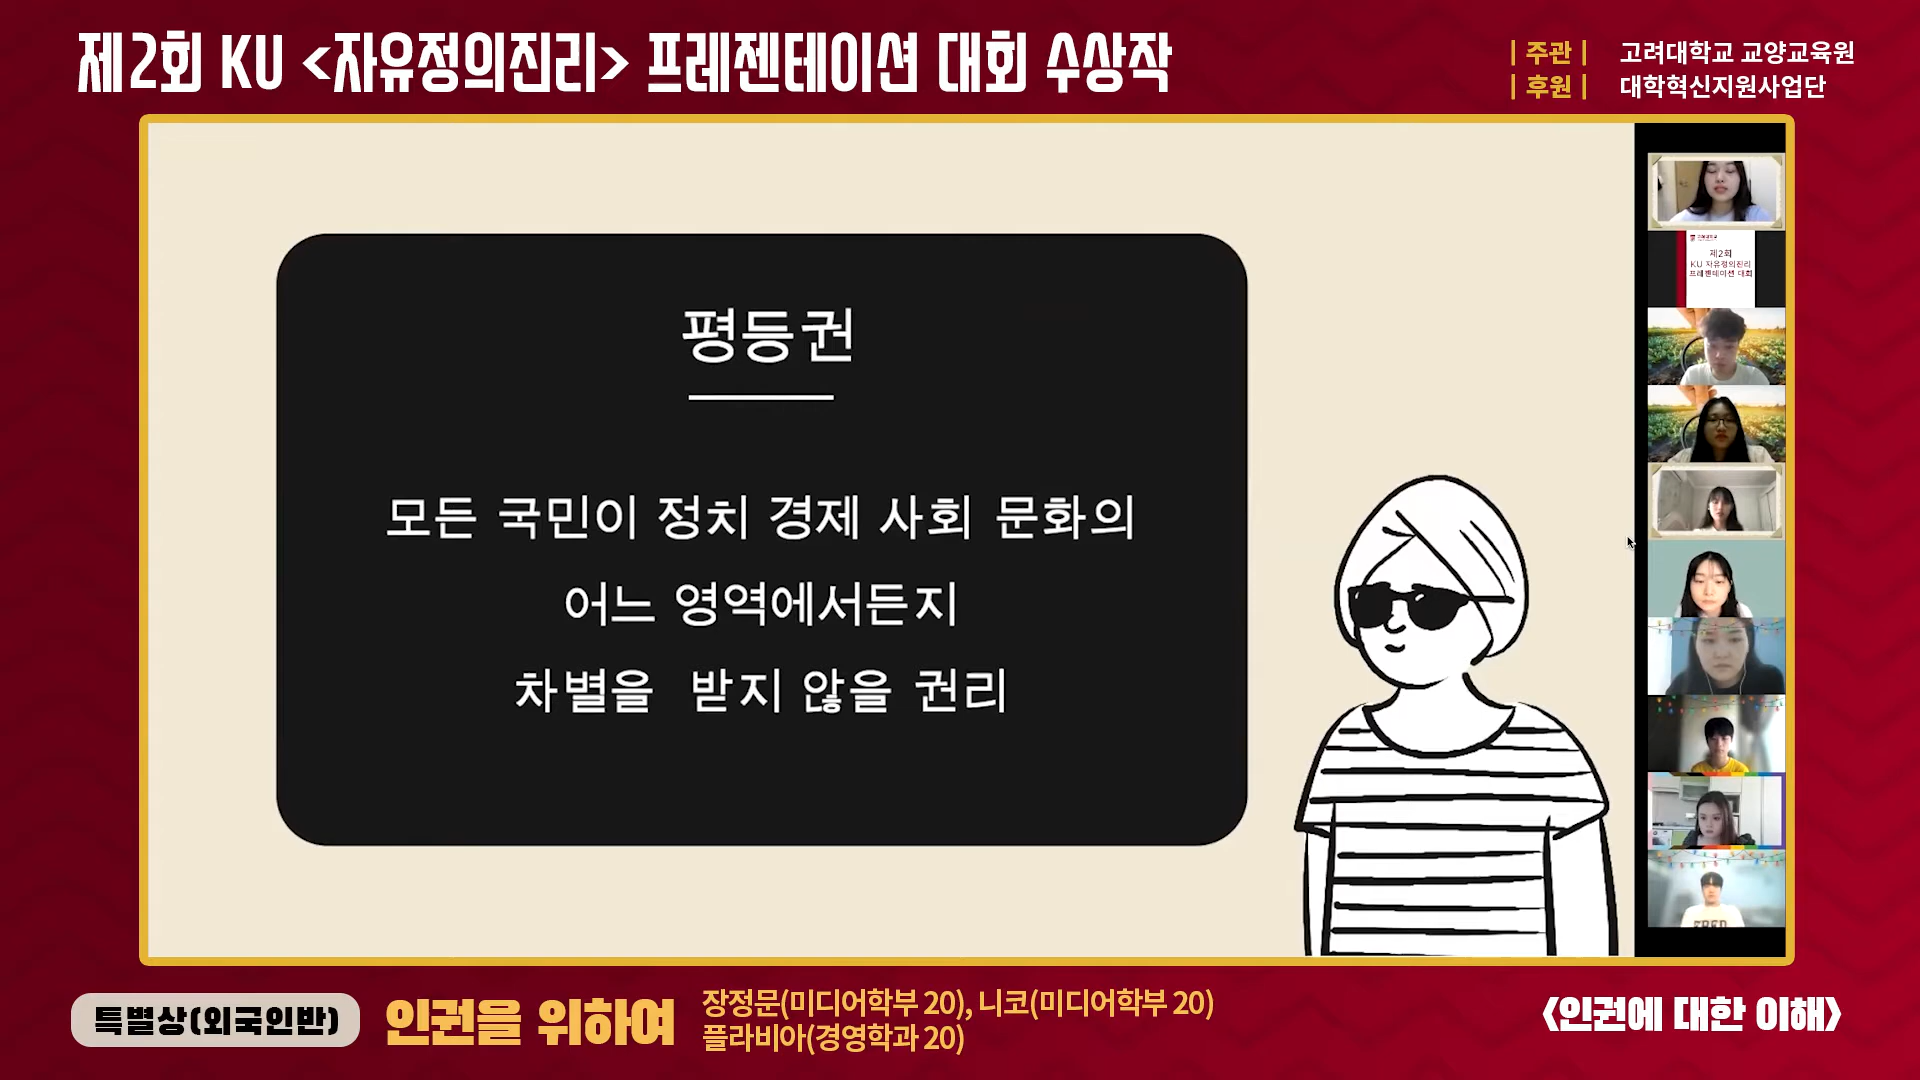 제2회 KU <자유정의진리> 프레젠테이션 대회 수상작
| 주관 | 고려대학교 교양교육원
| 후원 | 대학혁신지원사업단
평등권
모든 국민이 정치 경제 사회 문화의
어느 영역에서든지
차별을 받지 않을 권리
제2회
KU 자유정의진리
프레젠테이션 대회
특별상(외국인반)
인권을 위하여
장정문(미디어학부 20), 니코(미디어학부 20)
플라비아(경영학과 20)
<인권에 대한 이해>